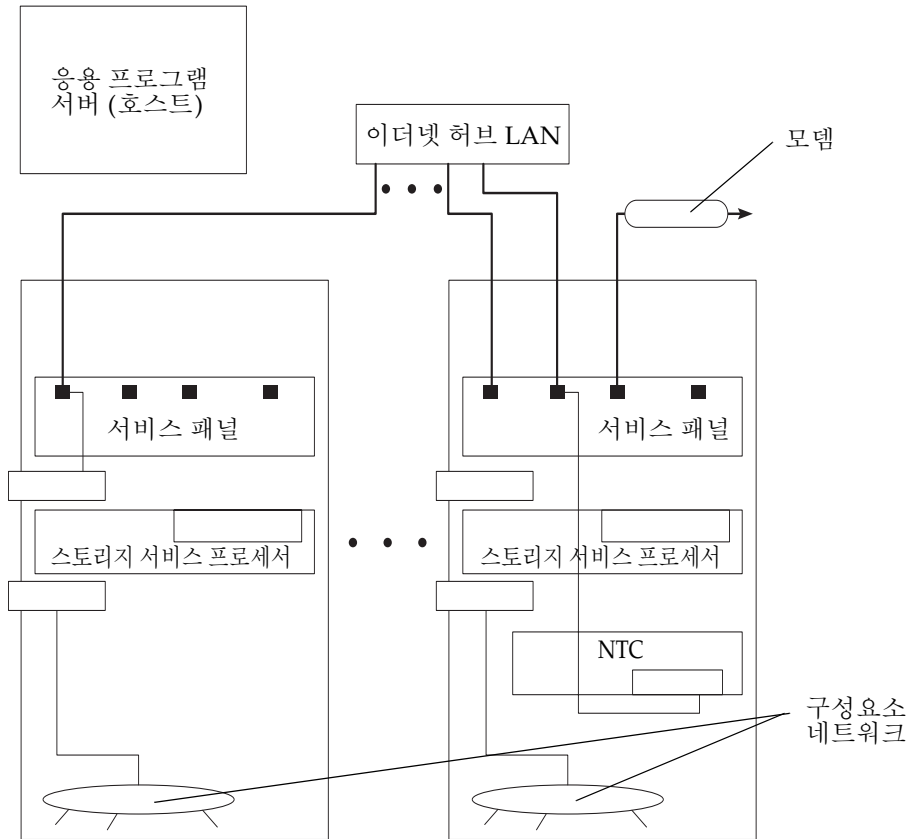 응용 프로그램
서버 (호스트)
이더넷 허브 LAN
모뎀
서비스 패널
서비스 패널
스토리지 서비스 프로세서
스토리지 서비스 프로세서
NTC
구성요소
네트워크